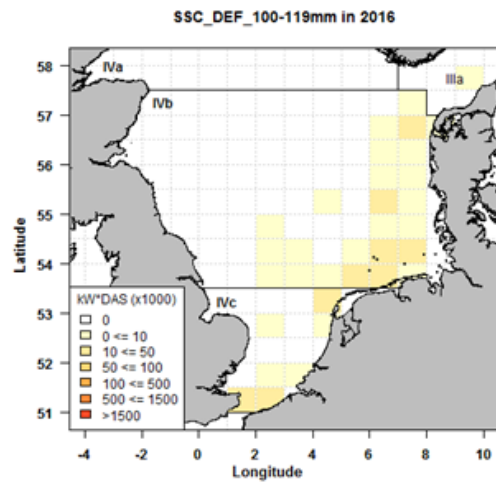 SSC_DEF_100-119mm in 2016
58
IVa
IIIa
IVb
57
56
55
54
53
52
51
Latitude
IVc
kW*DAS (x1000)
0
0 <= 10
10 <= 50
50 <= 100
100 <= 500
500 <= 1500
>1500
-4 -2 0 2 4 6 8 10
Longitude